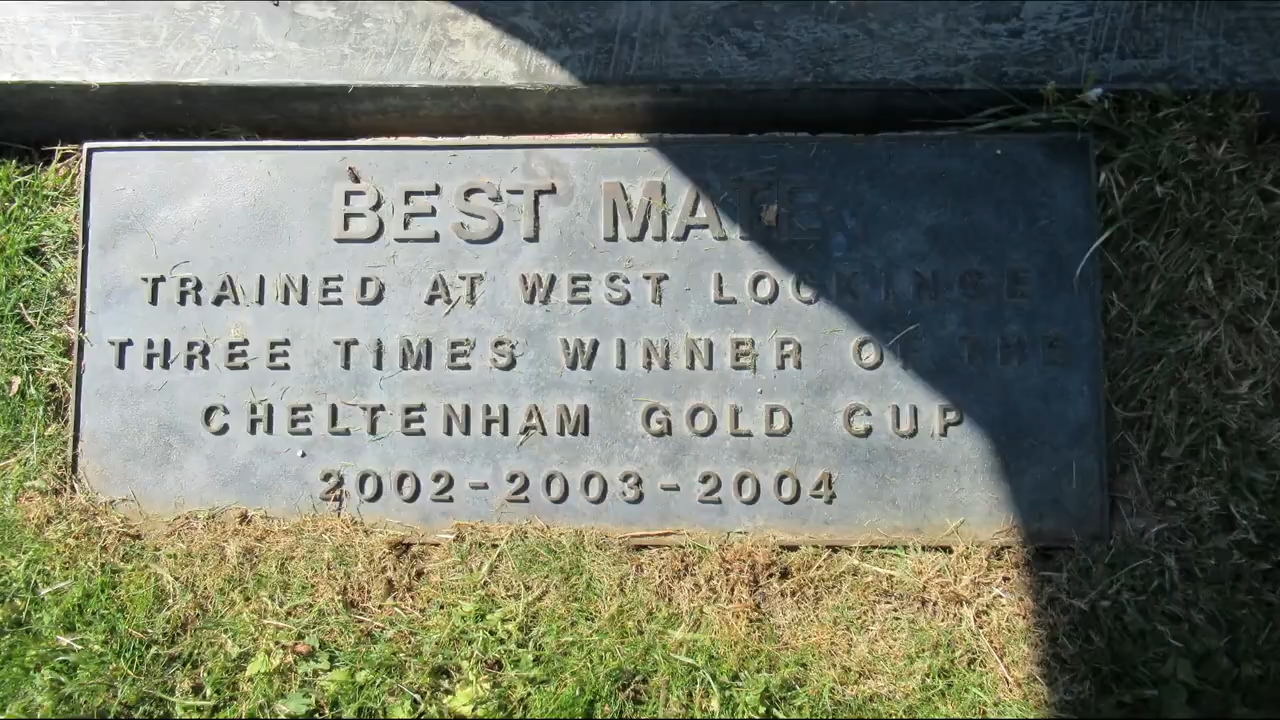 BEST MATE
TRAINED AT WEST LOCKINGE
THREE TIMES WINNER OF THE
CHELTENHAM GOLD CUP
2002-2003-2004